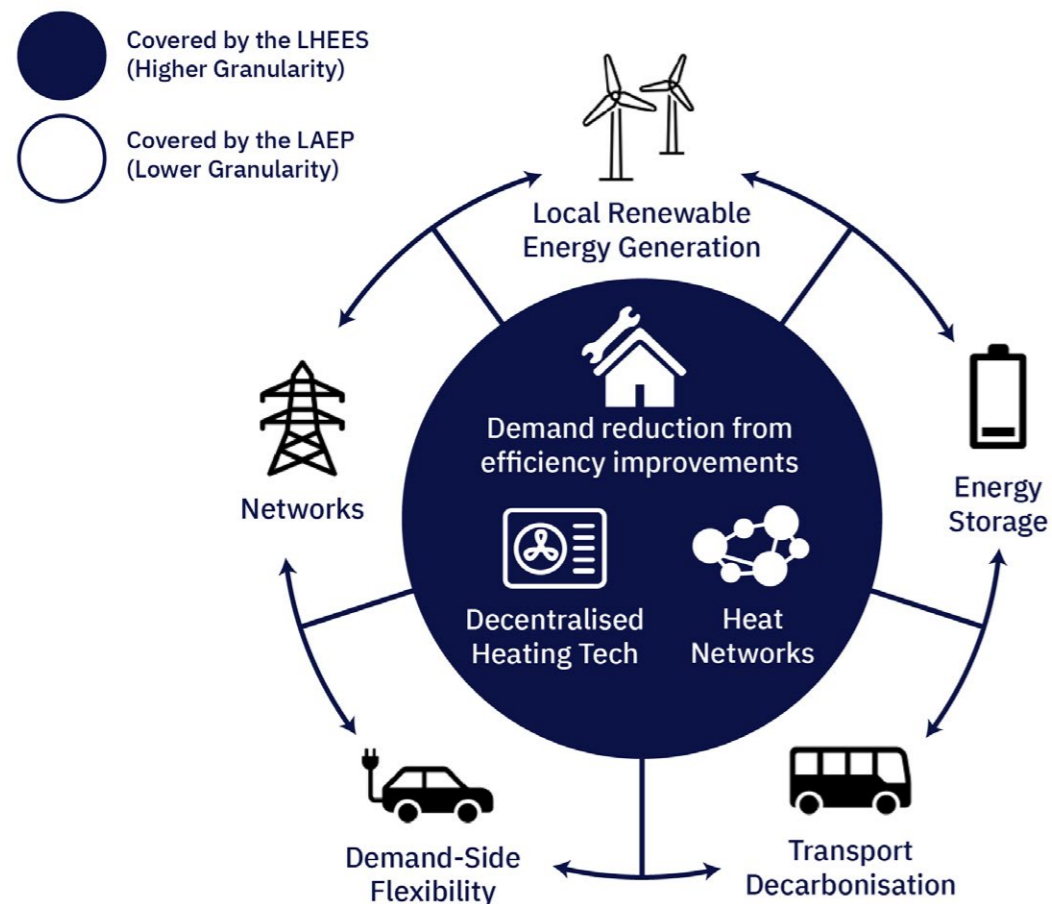 Covered by the LHEES
(Higher Granularity)
Covered by the LAEP
(Lower Granularity)
Local Renewable
Energy Generation
Demand reduction from
efficiency improvements
Networks
Energy
Storage
Decentralised
Heating Tech
Heat
Networks
Demand-Side
Flexibility
Transport
Decarbonisation